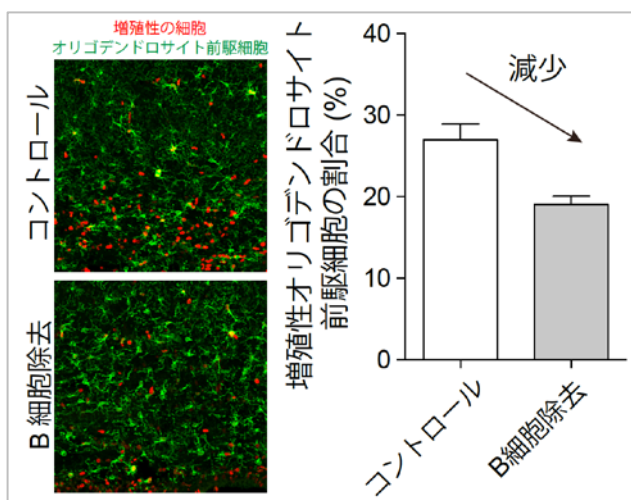 増殖性の細胞
オリゴデンドロサイト前駆細胞
コントロール
B細胞除去
増殖性オリゴデンドロサイト
前駆細胞の割合 (%)
40
30
20
10
0
減少
コントロール
B細胞除去